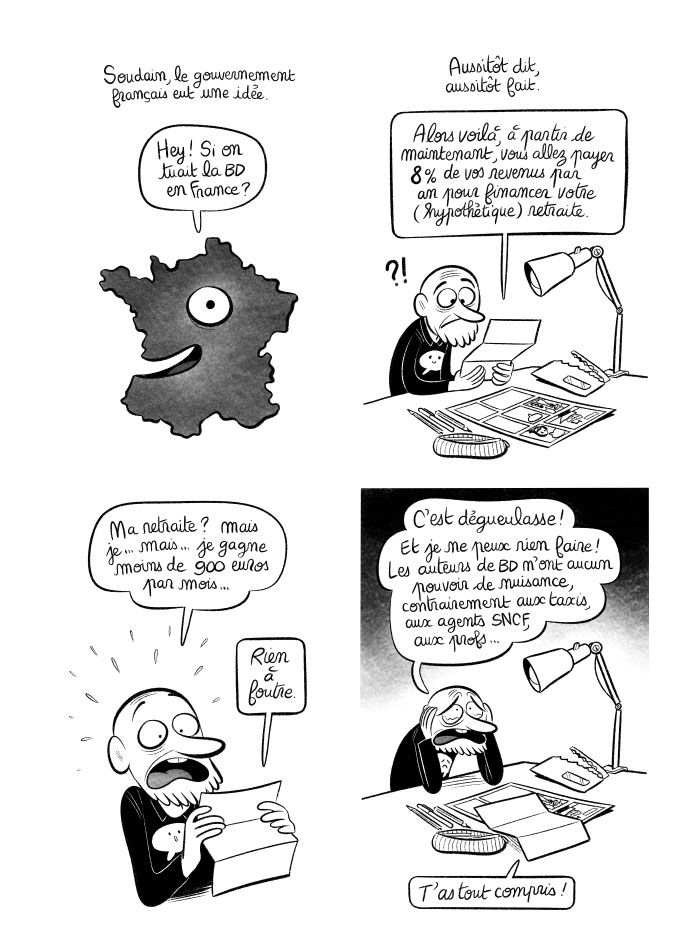 Soudain, le gouvernement
français eut une idée.
Hey! Si on
tuait la BD
en France?
Aussitôt dit,
aussitôt fait.
Alors voilà, à partir de
maintenant, vous allez payer
8% de vos revenus par
an pour financer votre
(hypothétique) retraite.
?!
Ma retraite? mais
je... mais... je gagne
moins de 900 euros
par mois...
Rien
à
foutre.
C'est dégueulasse!
Et je ne peux rien faire!
Les auteurs de BD n'ont aucun
pouvoir de nuisance,
contrairement aux taxis,
aux agents SNCF,
aux profs...
T'as tout compris!